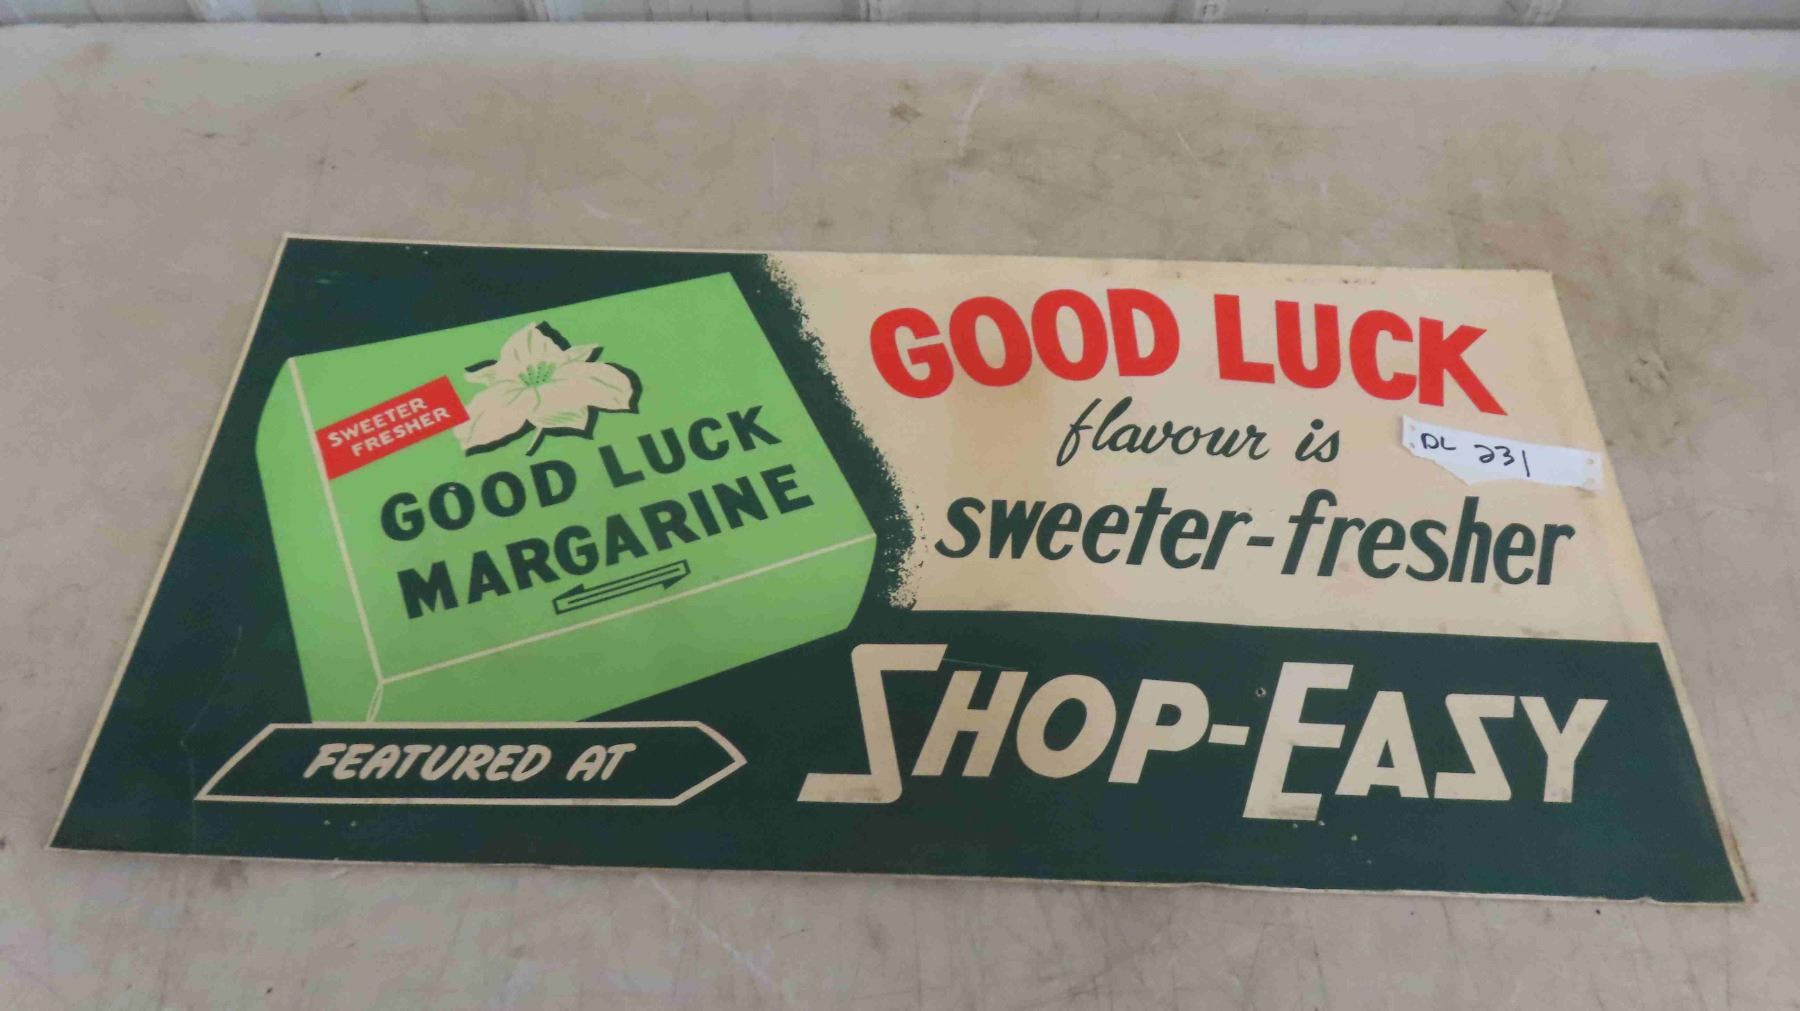 SWEETER
FRESHER
GOOD LUCK
MARGARINE
GOOD LUCK
flavour is
DL 231
sweeter-fresher
FEATURED AT
SHOP-EASY